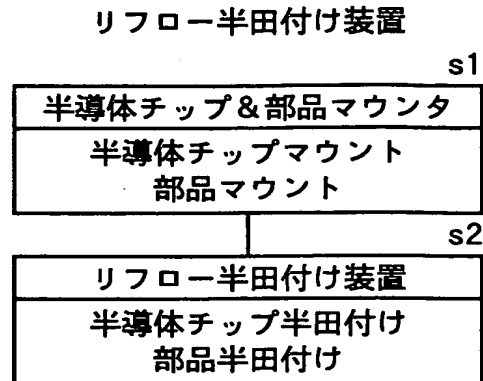 リフロー半田付け装置
s1
半導体チップ&部品マウンタ
半導体チップマウント
部品マウント
s2
リフロー半田付け装置
半導体チップ半田付け
部品半田付け